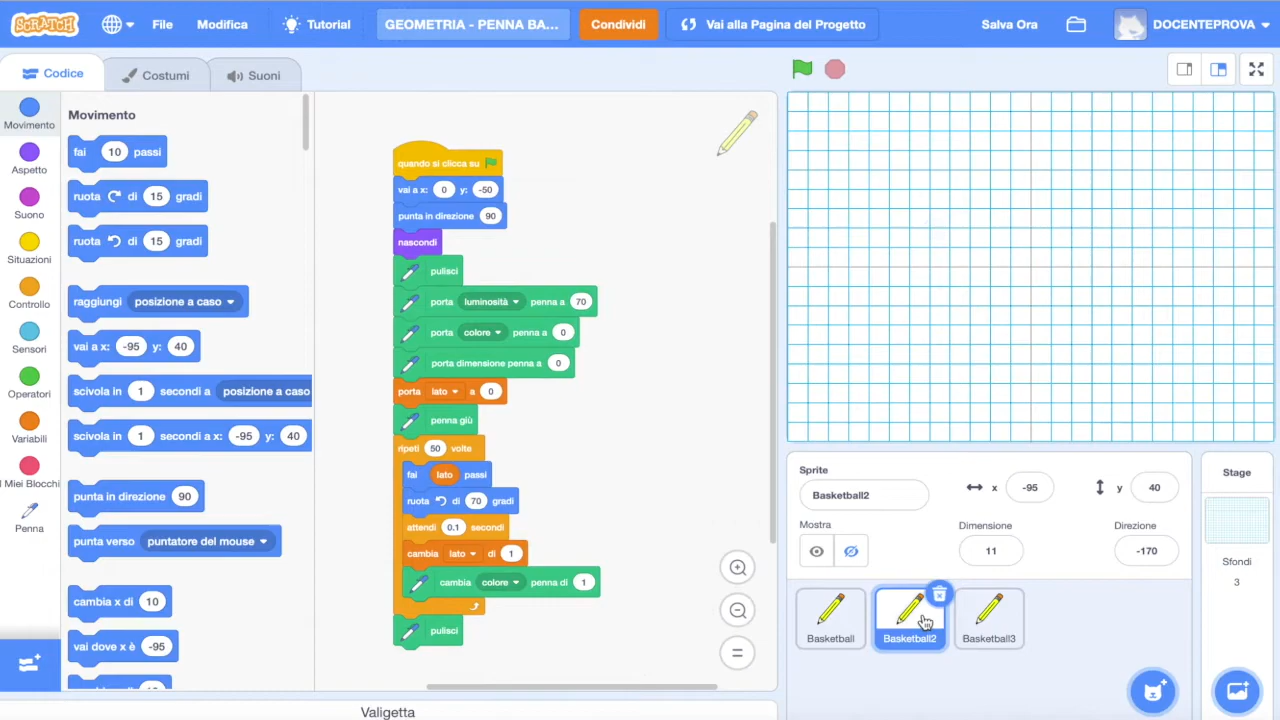 SCRATCH
File
Modifica
Tutorial
GEOMETRIA - PENNA BA...
Condividi
Vai alla Pagina del Progetto
Salva Ora
DOCENTEPROVA
Codice
Costumi
Suoni
Movimento
Aspetto
Suono
Situazioni
Controllo
Sensori
Operatori
Variabili
I Miei Blocchi
Penna
Movimento
fai 10 passi
ruota di 15 gradi
ruota di 15 gradi
raggiungi posizione a caso
vai a x: -95 y: 40
scivola in 1 secondi a posizione a caso
scivola in 1 secondi a x: -95 y: 40
punta in direzione 90
punta verso puntatore del mouse
cambia x di 10
vai dove x è -95
quando si clicca su
vai a x: 0 y: -50
punta in direzione 90
nascondi
pulisci
porta luminosità penna a 70
porta colore penna a 0
porta dimensione penna a 0
porta lato a 0
penna giù
ripeti 50 volte
fai lato passi
ruota di 70 gradi
attendi 0.1 secondi
cambia lato di 1
cambia colore penna di 1
pulisci
Valigetta
Sprite
Basketball2
x -95
y 40
Mostra
Dimensione
11
Direzione
-170
Basketball
Basketball2
Basketball3
Stage
Sfondi
3